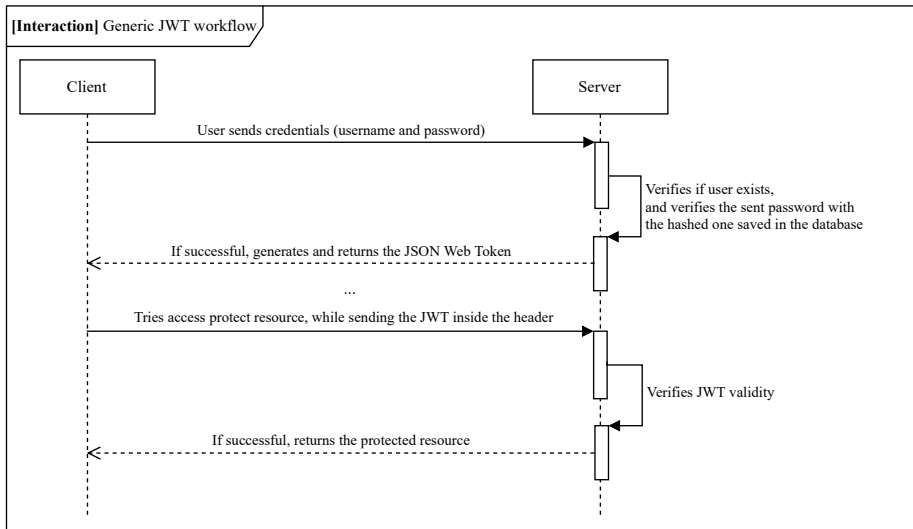 [Interaction] Generic JWT workflow
Client
Server
User sends credentials (username and password)
Verifies if user exists,
and verifies the sent password with
the hashed one saved in the database
If successful, generates and returns the JSON Web Token
...
Tries access protect resource, while sending the JWT inside the header
Verifies JWT validity
If successful, returns the protected resource